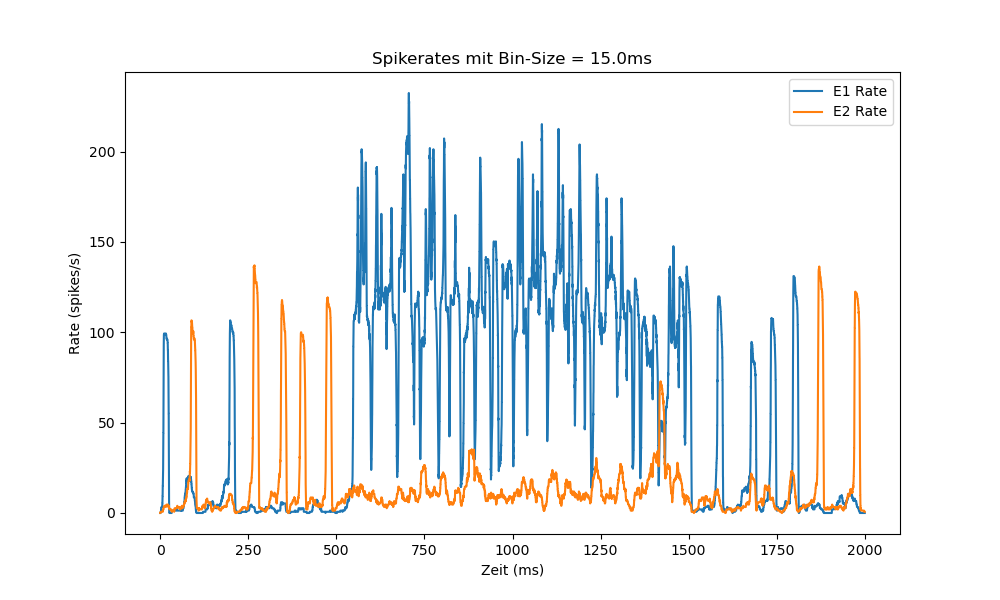 Spikerates mit Bin-Size = 15.0ms
E1 Rate
E2 Rate
Rate (spikes/s)
200
150
100
50
0
0 250 500 750 1000 1250 1500 1750 2000
Zeit (ms)